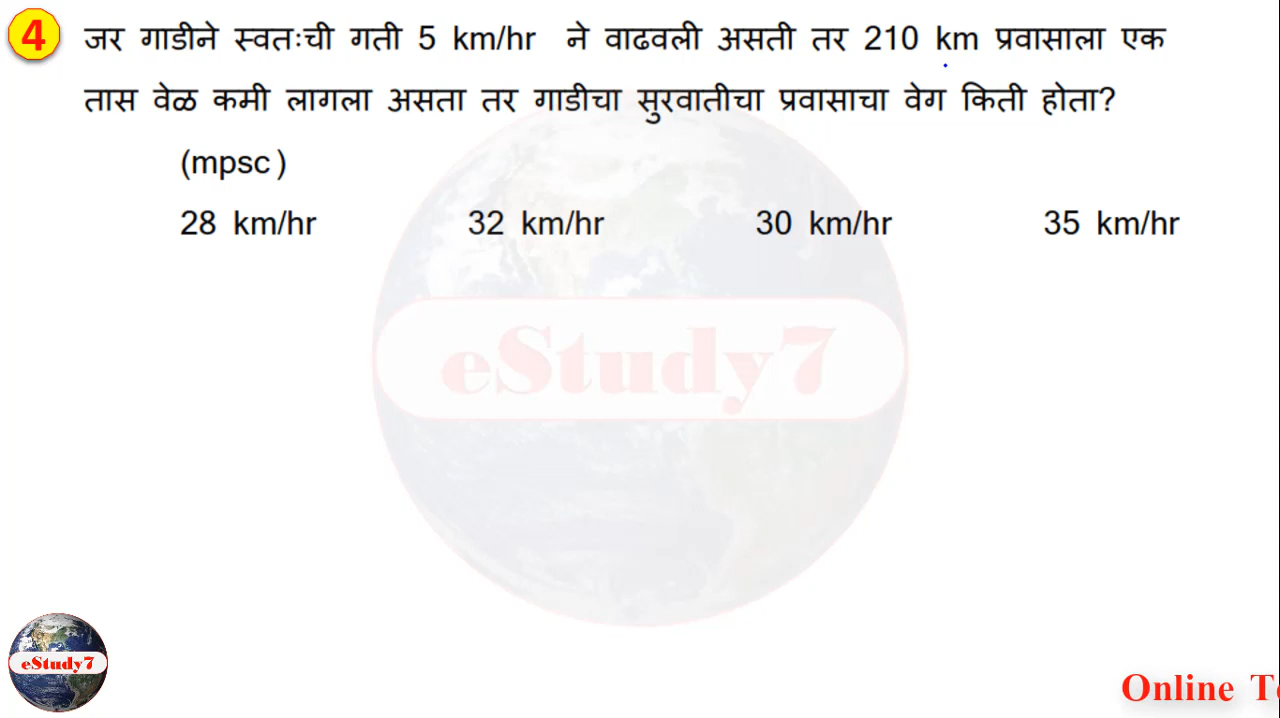 4 जर गाडीने स्वतःची गती 5 km/hr ने वाढवली असती तर 210 km प्रवासाला एक
तास वेळ कमी लागला असता तर गाडीचा सुरवातीचा प्रवासाचा वेग किती होता?
(mpsc)
28 km/hr 32 km/hr 30 km/hr 35 km/hr
eStudy7
eStudy7
Online